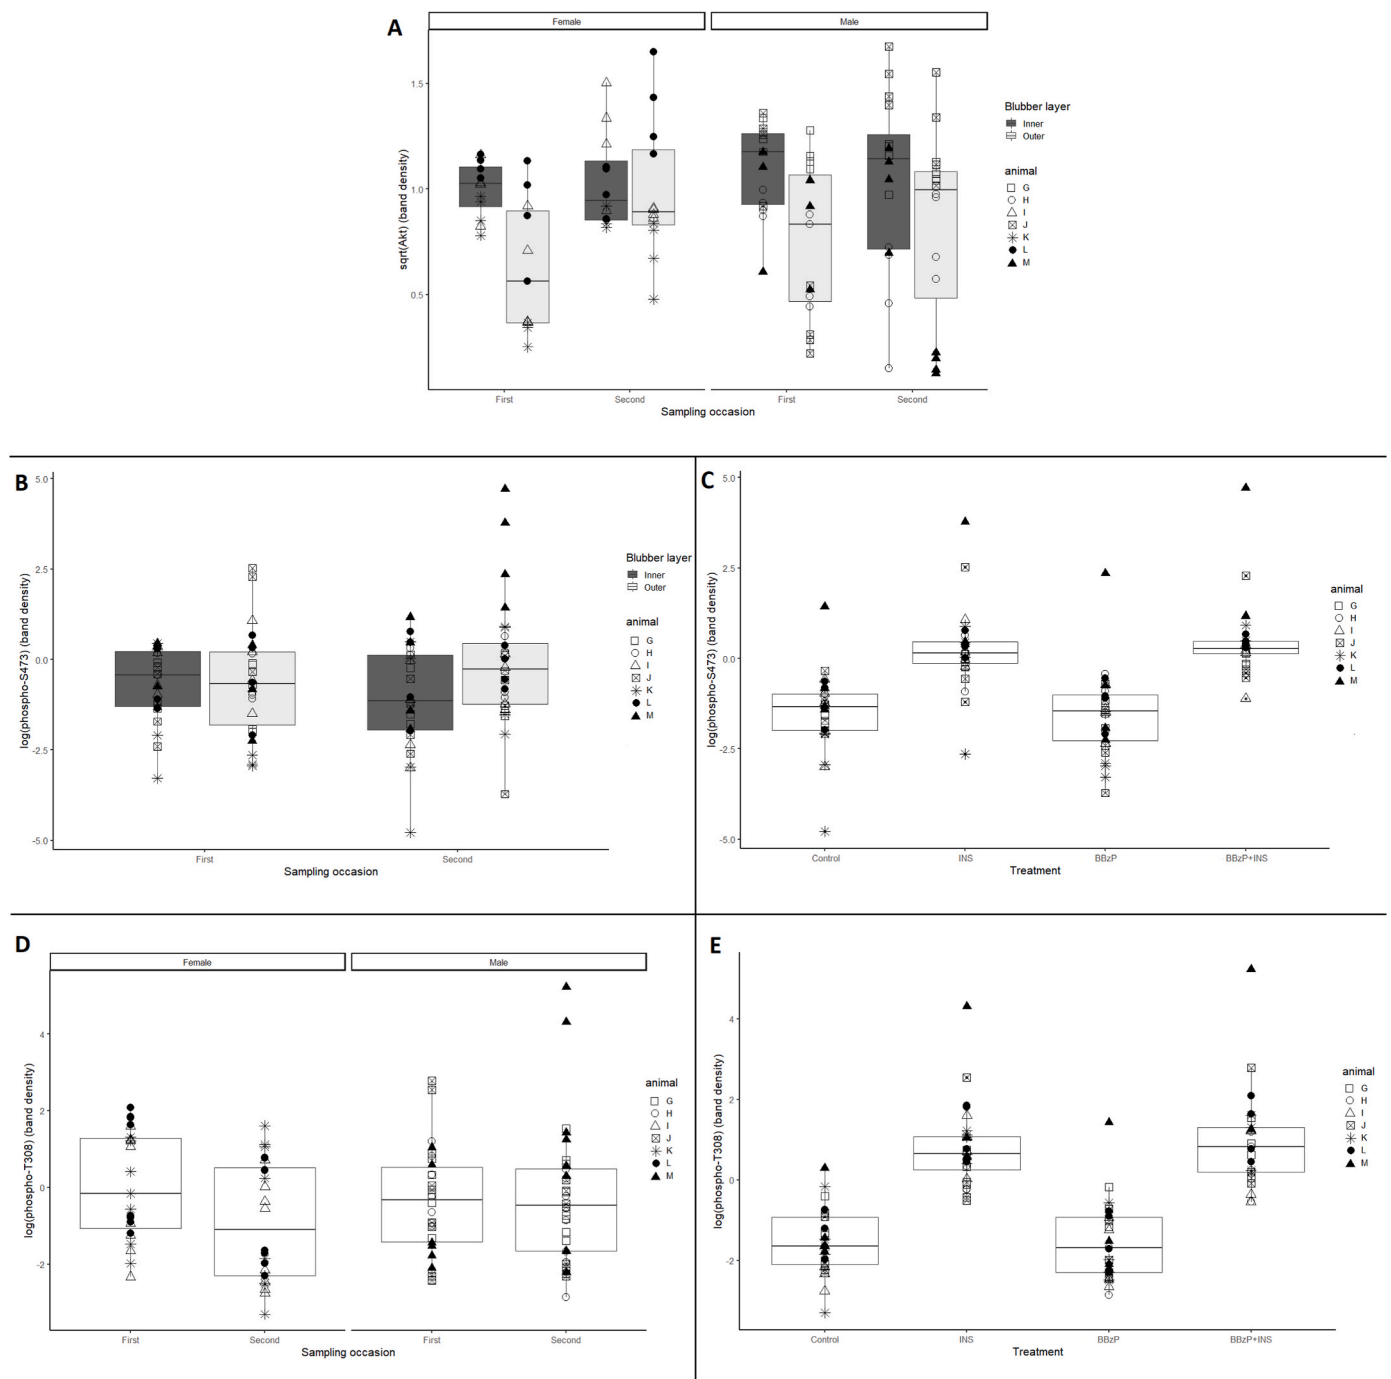 A
Female
Male
1.5
1.0
0.5
sqrt(Akt) (band density)
First
Second
First
Second
Sampling occasion
Blubber layer
Inner
Outer
animal
G
H
I
J
K
L
M
B
5.0
2.5
0.0
-2.5
-5.0
log(phospho-S473) (band density)
First
Second
Sampling occasion
Blubber layer
Inner
Outer
animal
G
H
I
J
K
L
M
C
5.0
2.5
0.0
-2.5
-5.0
log(phospho-S473) (band density)
Control
INS
BBzP
BBzP+INS
Treatment
animal
G
H
I
J
K
L
M
D
Female
Male
4
2
0
-2
log(phospho-T308) (band density)
First
Second
First
Second
Sampling occasion
animal
G
H
I
J
K
L
M
E
4
2
0
-2
log(phospho-T308) (band density)
Control
INS
BBzP
BBzP+INS
Treatment
animal
G
H
I
J
K
L
M